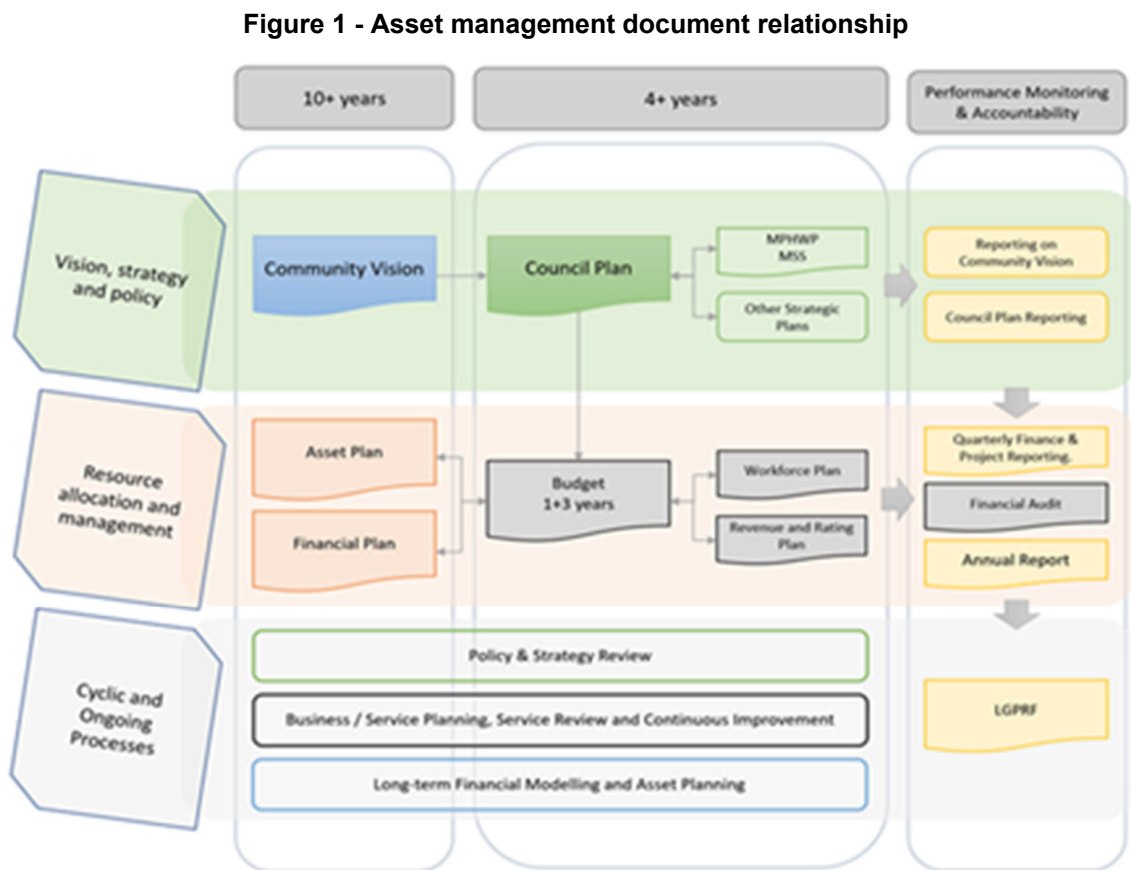 Figure 1 - Asset management document relationship
10+ years
4+ years
Performance Monitoring
& Accountability
Vision, strategy
and policy
Community Vision
Council Plan
MPHWP
MSS
Other Strategic
Plans
Reporting on
Community Vision
Council Plan Reporting
Resource
allocation and
management
Asset Plan
Financial Plan
Budget
1+3 years
Workforce Plan
Revenue and Rating
Plan
Quarterly Finance &
Project Reporting.
Financial Audit
Annual Report
Cyclic and
Ongoing
Processes
Policy & Strategy Review
Business / Service Planning, Service Review and Continuous Improvement
Long-term Financial Modelling and Asset Planning
LGPRF